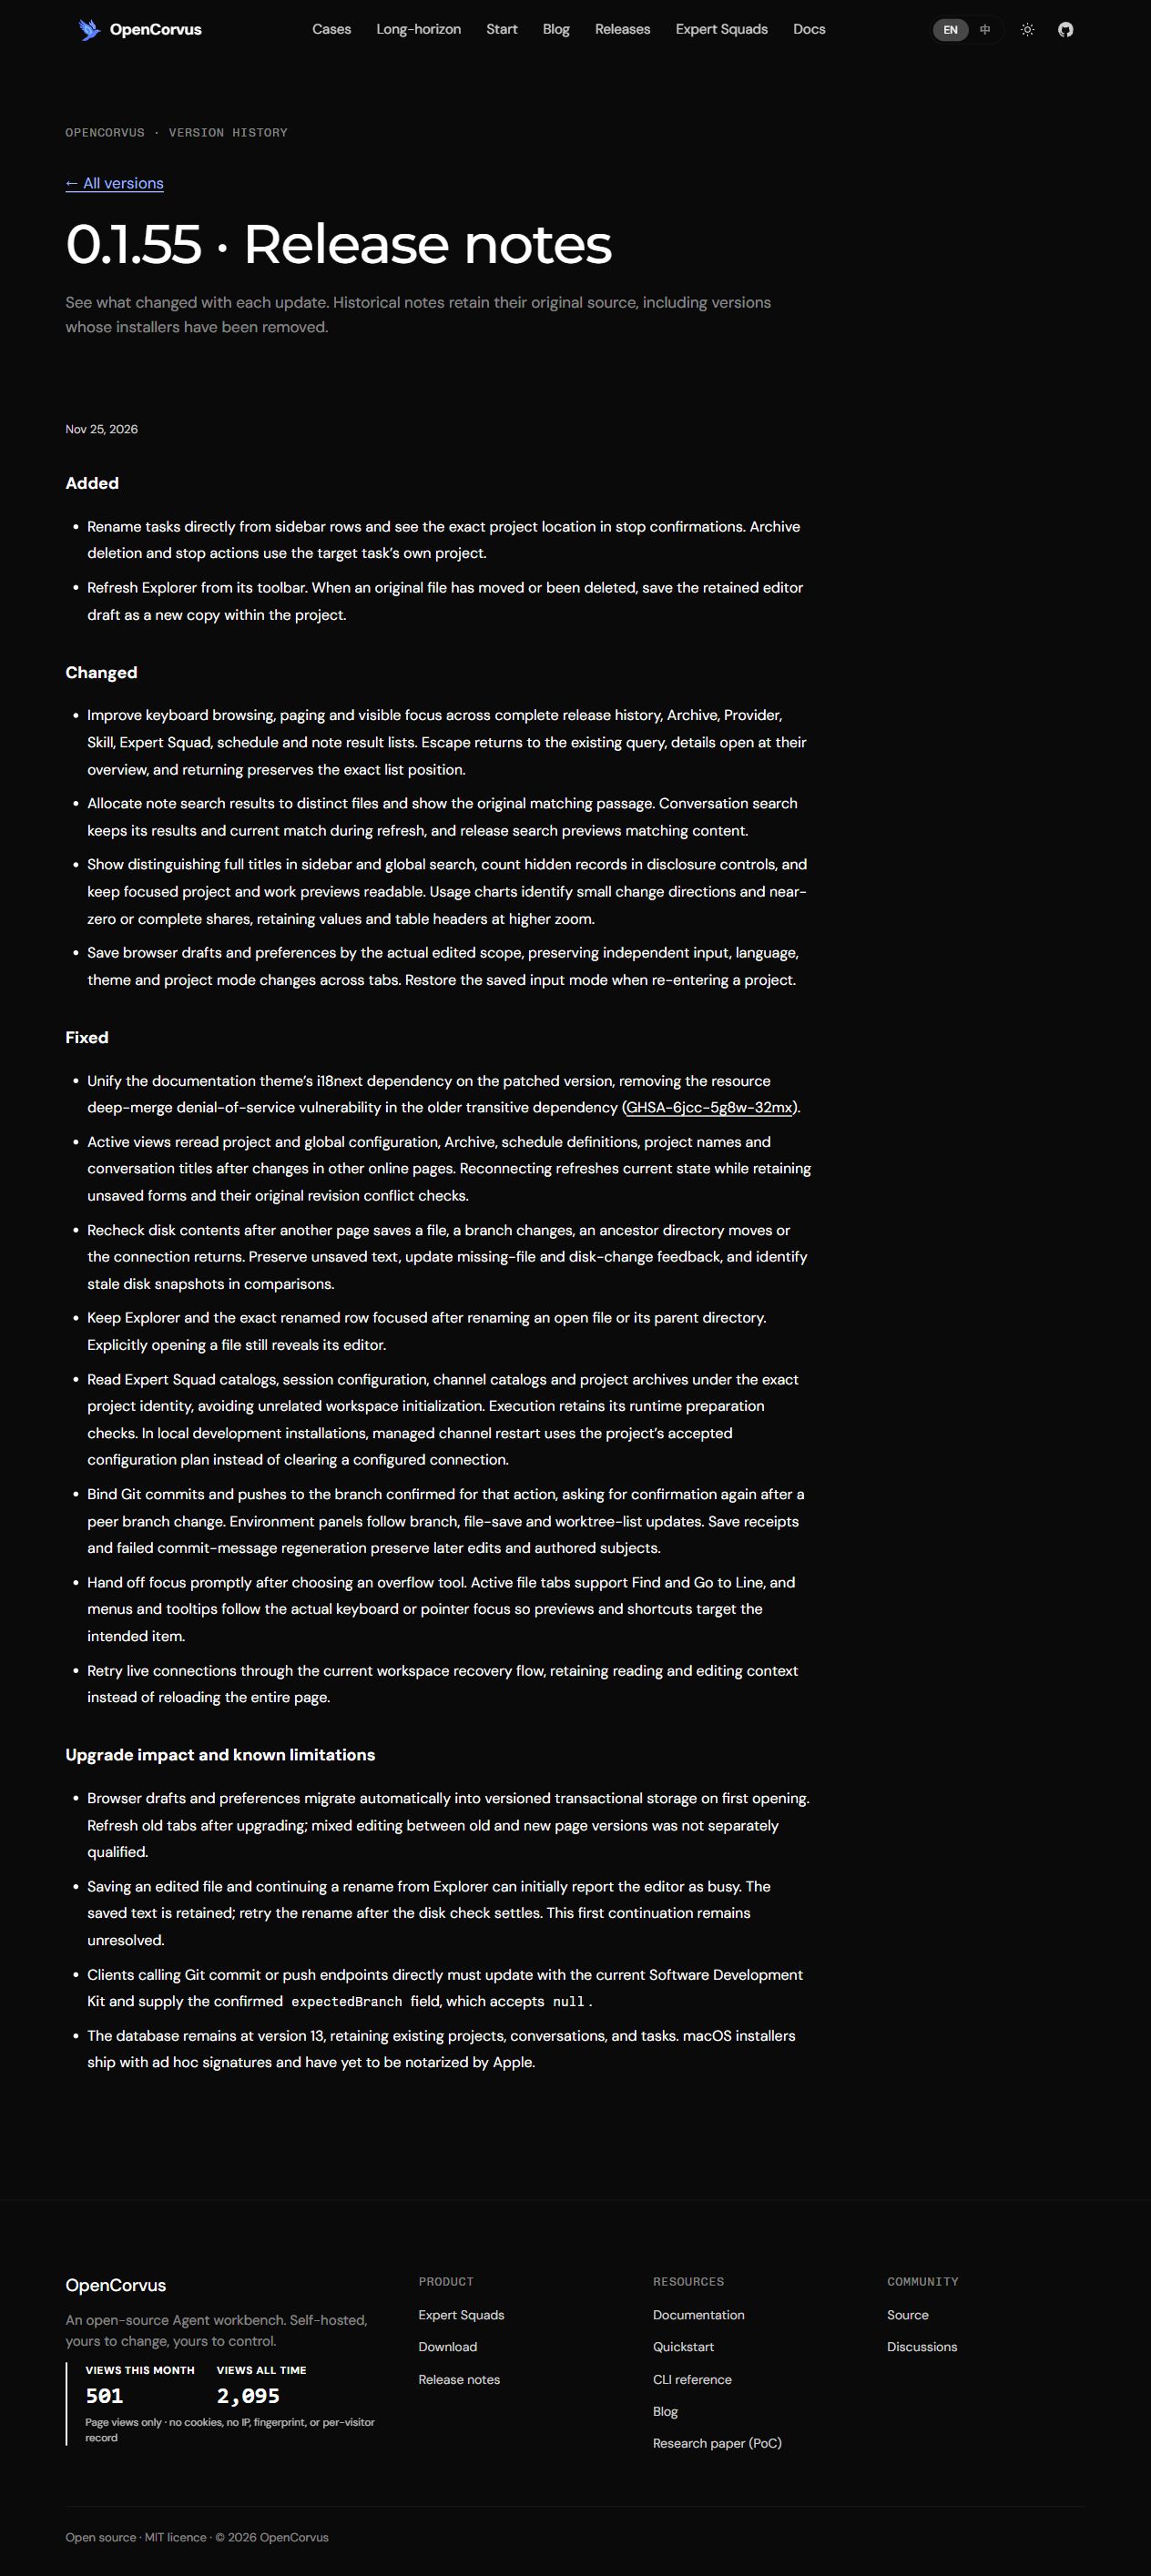 OpenCorvus
Cases Long-horizon Start Blog Releases Expert Squads Docs
EN 中
OPENCORVUS · VERSION HISTORY
← All versions
0.1.55 · Release notes
See what changed with each update. Historical notes retain their original source, including versions
whose installers have been removed.
Nov 25, 2026
Added
• Rename tasks directly from sidebar rows and see the exact project location in stop confirmations. Archive
deletion and stop actions use the target task’s own project.
• Refresh Explorer from its toolbar. When an original file has moved or been deleted, save the retained editor
draft as a new copy within the project.
Changed
• Improve keyboard browsing, paging and visible focus across complete release history, Archive, Provider,
Skill, Expert Squad, schedule and note result lists. Escape returns to the existing query, details open at their
overview, and returning preserves the exact list position.
• Allocate note search results to distinct files and show the original matching passage. Conversation search
keeps its results and current match during refresh, and release search previews matching content.
• Show distinguishing full titles in sidebar and global search, count hidden records in disclosure controls, and
keep focused project and work previews readable. Usage charts identify small change directions and near-
zero or complete shares, retaining values and table headers at higher zoom.
• Save browser drafts and preferences by the actual edited scope, preserving independent input, language,
theme and project mode changes across tabs. Restore the saved input mode when re-entering a project.
Fixed
• Unify the documentation theme’s i18next dependency on the patched version, removing the resource
deep-merge denial-of-service vulnerability in the older transitive dependency (GHSA-6jcc-5g8w-32mx).
• Active views reread project and global configuration, Archive, schedule definitions, project names and
conversation titles after changes in other online pages. Reconnecting refreshes current state while retaining
unsaved forms and their original revision conflict checks.
• Recheck disk contents after another page saves a file, a branch changes, an ancestor directory moves or
the connection returns. Preserve unsaved text, update missing-file and disk-change feedback, and identify
stale disk snapshots in comparisons.
• Keep Explorer and the exact renamed row focused after renaming an open file or its parent directory.
Explicitly opening a file still reveals its editor.
• Read Expert Squad catalogs, session configuration, channel catalogs and project archives under the exact
project identity, avoiding unrelated workspace initialization. Execution retains its runtime preparation
checks. In local development installations, managed channel restart uses the project’s accepted
configuration plan instead of clearing a configured connection.
• Bind Git commits and pushes to the branch confirmed for that action, asking for confirmation again after a
peer branch change. Environment panels follow branch, file-save and worktree-list updates. Save receipts
and failed commit-message regeneration preserve later edits and authored subjects.
• Hand off focus promptly after choosing an overflow tool. Active file tabs support Find and Go to Line, and
menus and tooltips follow the actual keyboard or pointer focus so previews and shortcuts target the
intended item.
• Retry live connections through the current workspace recovery flow, retaining reading and editing context
instead of reloading the entire page.
Upgrade impact and known limitations
• Browser drafts and preferences migrate automatically into versioned transactional storage on first opening.
Refresh old tabs after upgrading; mixed editing between old and new page versions was not separately
qualified.
• Saving an edited file and continuing a rename from Explorer can initially report the editor as busy. The
saved text is retained; retry the rename after the disk check settles. This first continuation remains
unresolved.
• Clients calling Git commit or push endpoints directly must update with the current Software Development
Kit and supply the confirmed expectedBranch field, which accepts null.
• The database remains at version 13, retaining existing projects, conversations, and tasks. macOS installers
ship with ad hoc signatures and have yet to be notarized by Apple.
OpenCorvus
An open-source Agent workbench. Self-hosted,
yours to change, yours to control.
VIEWS THIS MONTH VIEWS ALL TIME
501 2,095
Page views only · no cookies, no IP, fingerprint, or per-visitor
record
PRODUCT
Expert Squads
Download
Release notes
RESOURCES
Documentation
Quickstart
CLI reference
Blog
Research paper (PoC)
COMMUNITY
Source
Discussions
Open source · MIT licence · © 2026 OpenCorvus